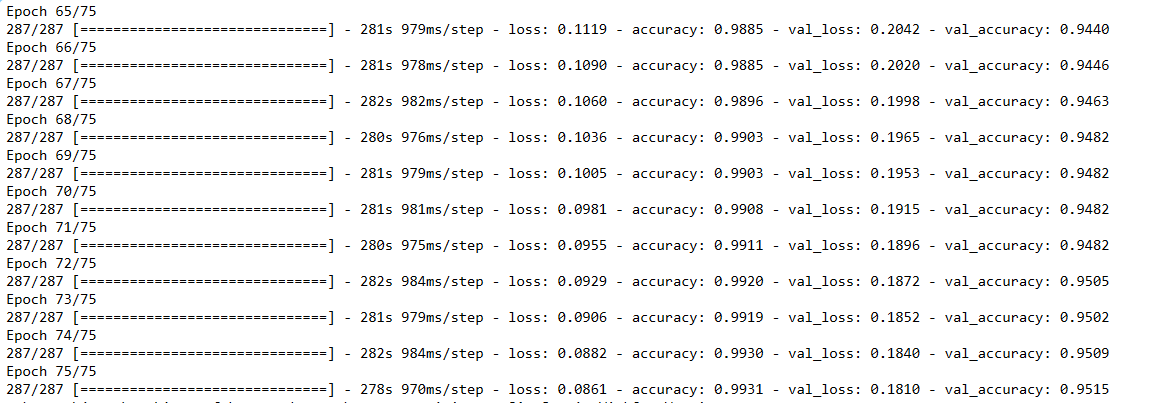 Epoch 65/75
287/287 [==============================] - 281s 979ms/step - loss: 0.1119 - accuracy: 0.9885 - val_loss: 0.2042 - val_accuracy: 0.9440
Epoch 66/75
287/287 [==============================] - 281s 978ms/step - loss: 0.1090 - accuracy: 0.9885 - val_loss: 0.2020 - val_accuracy: 0.9446
Epoch 67/75
287/287 [==============================] - 282s 982ms/step - loss: 0.1060 - accuracy: 0.9896 - val_loss: 0.1998 - val_accuracy: 0.9463
Epoch 68/75
287/287 [==============================] - 280s 976ms/step - loss: 0.1036 - accuracy: 0.9903 - val_loss: 0.1965 - val_accuracy: 0.9482
Epoch 69/75
287/287 [==============================] - 281s 979ms/step - loss: 0.1005 - accuracy: 0.9903 - val_loss: 0.1953 - val_accuracy: 0.9482
Epoch 70/75
287/287 [==============================] - 281s 981ms/step - loss: 0.0981 - accuracy: 0.9908 - val_loss: 0.1915 - val_accuracy: 0.9482
Epoch 71/75
287/287 [==============================] - 280s 975ms/step - loss: 0.0955 - accuracy: 0.9911 - val_loss: 0.1896 - val_accuracy: 0.9482
Epoch 72/75
287/287 [==============================] - 282s 984ms/step - loss: 0.0929 - accuracy: 0.9920 - val_loss: 0.1872 - val_accuracy: 0.9505
Epoch 73/75
287/287 [==============================] - 281s 979ms/step - loss: 0.0906 - accuracy: 0.9919 - val_loss: 0.1852 - val_accuracy: 0.9502
Epoch 74/75
287/287 [==============================] - 282s 984ms/step - loss: 0.0882 - accuracy: 0.9930 - val_loss: 0.1840 - val_accuracy: 0.9509
Epoch 75/75
287/287 [==============================] - 278s 970ms/step - loss: 0.0861 - accuracy: 0.9931 - val_loss: 0.1810 - val_accuracy: 0.9515